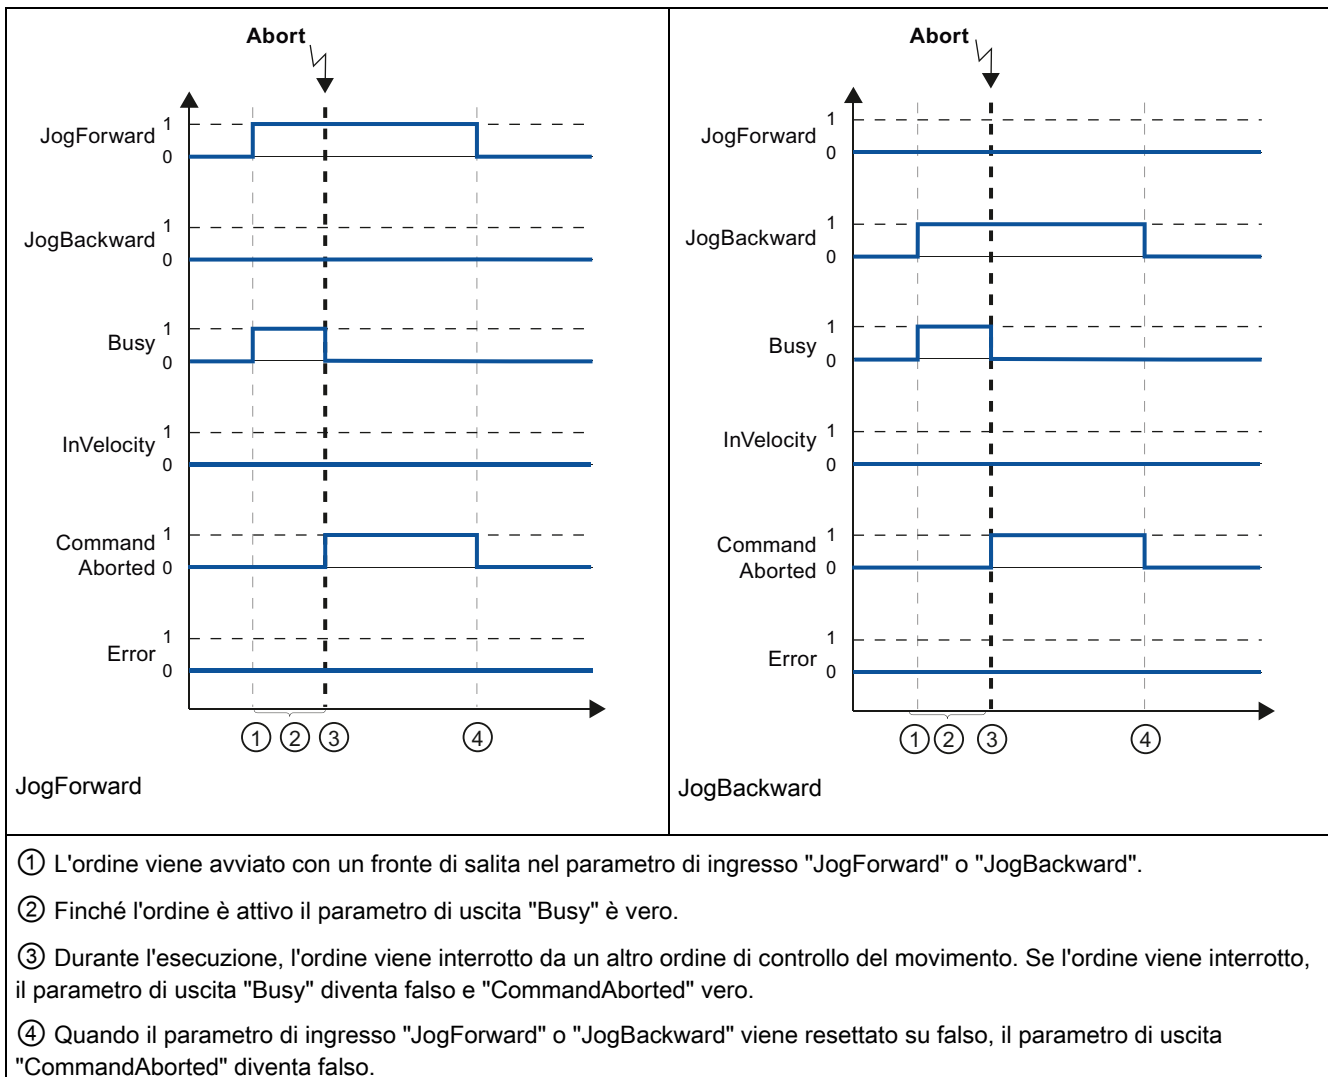 Abort
JogForward 1
0
JogBackward 1
0
Busy 1
0
InVelocity 1
0
Command Aborted 1
0
Error 1
0
① ② ③ ④
JogForward
Abort
JogForward 1
0
JogBackward 1
0
Busy 1
0
InVelocity 1
0
Command Aborted 1
0
Error 1
0
① ② ③ ④
JogBackward
① L'ordine viene avviato con un fronte di salita nel parametro di ingresso "JogForward" o "JogBackward".
② Finché l'ordine è attivo il parametro di uscita "Busy" è vero.
③ Durante l'esecuzione, l'ordine viene interrotto da un altro ordine di controllo del movimento. Se l'ordine viene interrotto,
il parametro di uscita "Busy" diventa falso e "CommandAborted" vero.
④ Quando il parametro di ingresso "JogForward" o "JogBackward" viene resettato su falso, il parametro di uscita
"CommandAborted" diventa falso.